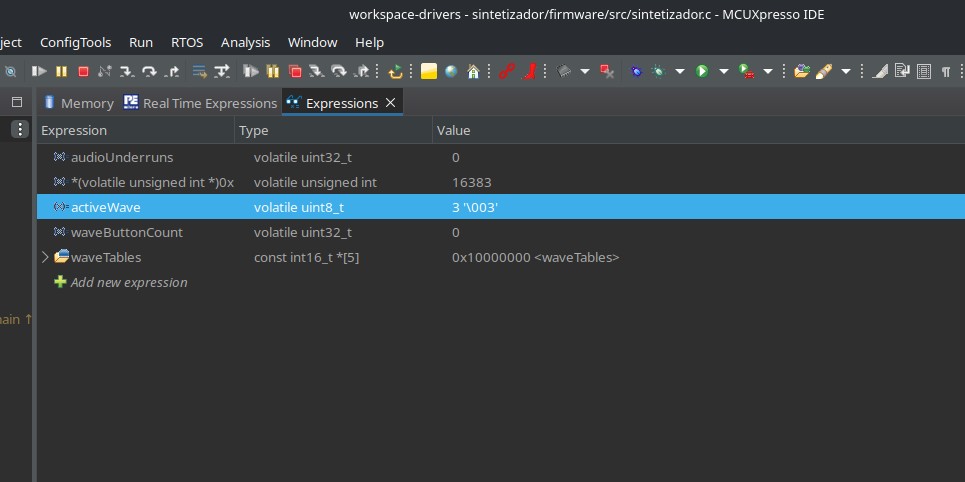 workspace-drivers - sintetizador/firmware/src/sintetizador.c - MCUXpresso IDE
ject ConfigTools Run RTOS Analysis Window Help
Memory Real Time Expressions Expressions
Expression Type Value
audioUnderruns volatile uint32_t 0
*(volatile unsigned int *)0x volatile unsigned int 16383
activeWave volatile uint8_t 3 '\003'
waveButtonCount volatile uint32_t 0
waveTables const int16_t *[5] 0x10000000 <waveTables>
Add new expression
ain ↑